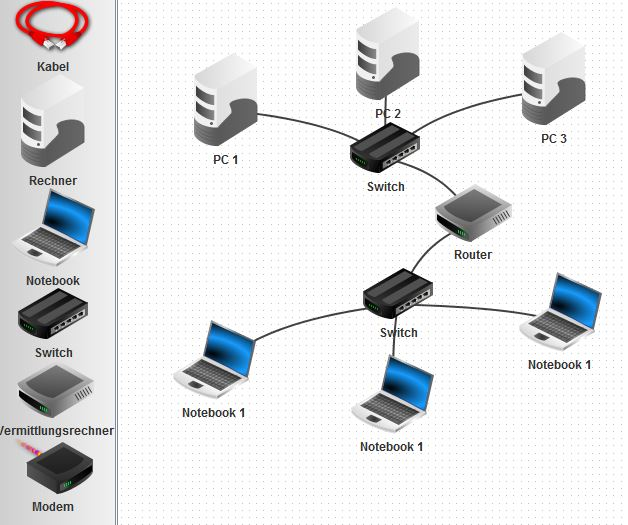 Kabel
Rechner
Notebook
Switch
Vermittlungsrechner
Modem
PC 1
PC 2
PC 3
Switch
Router
Switch
Notebook 1
Notebook 1
Notebook 1